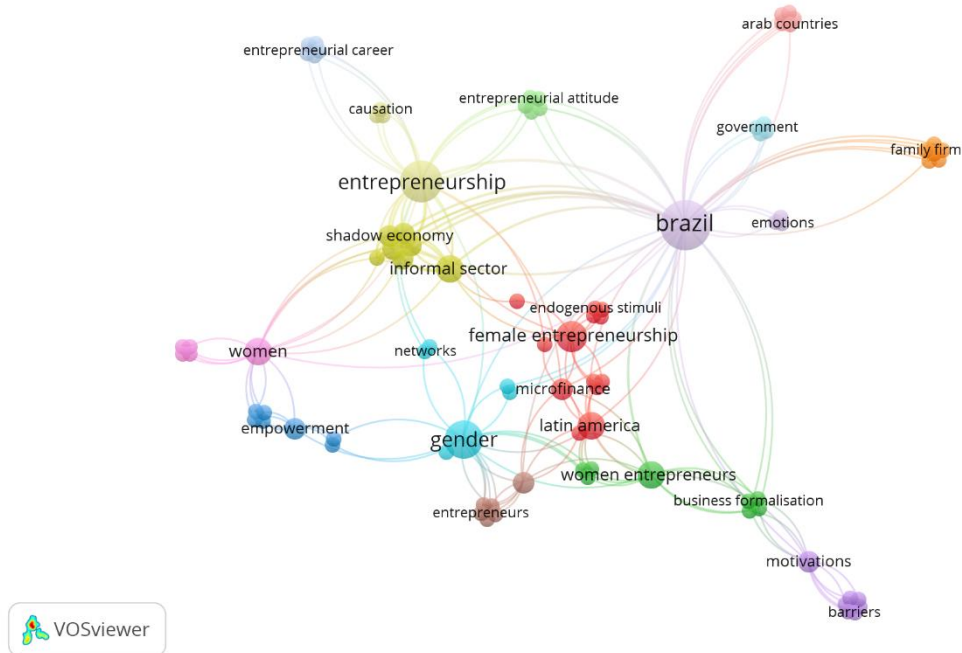 arab countries
entrepreneurial career
entrepreneurial attitude
causation
government
family firm
entrepreneurship
brazil
emotions
shadow economy
informal sector
endogenous stimuli
female entrepreneurship
women
networks
microfinance
latin america
empowerment
gender
women entrepreneurs
business formalisation
entrepreneurs
motivations
barriers
VOSviewer